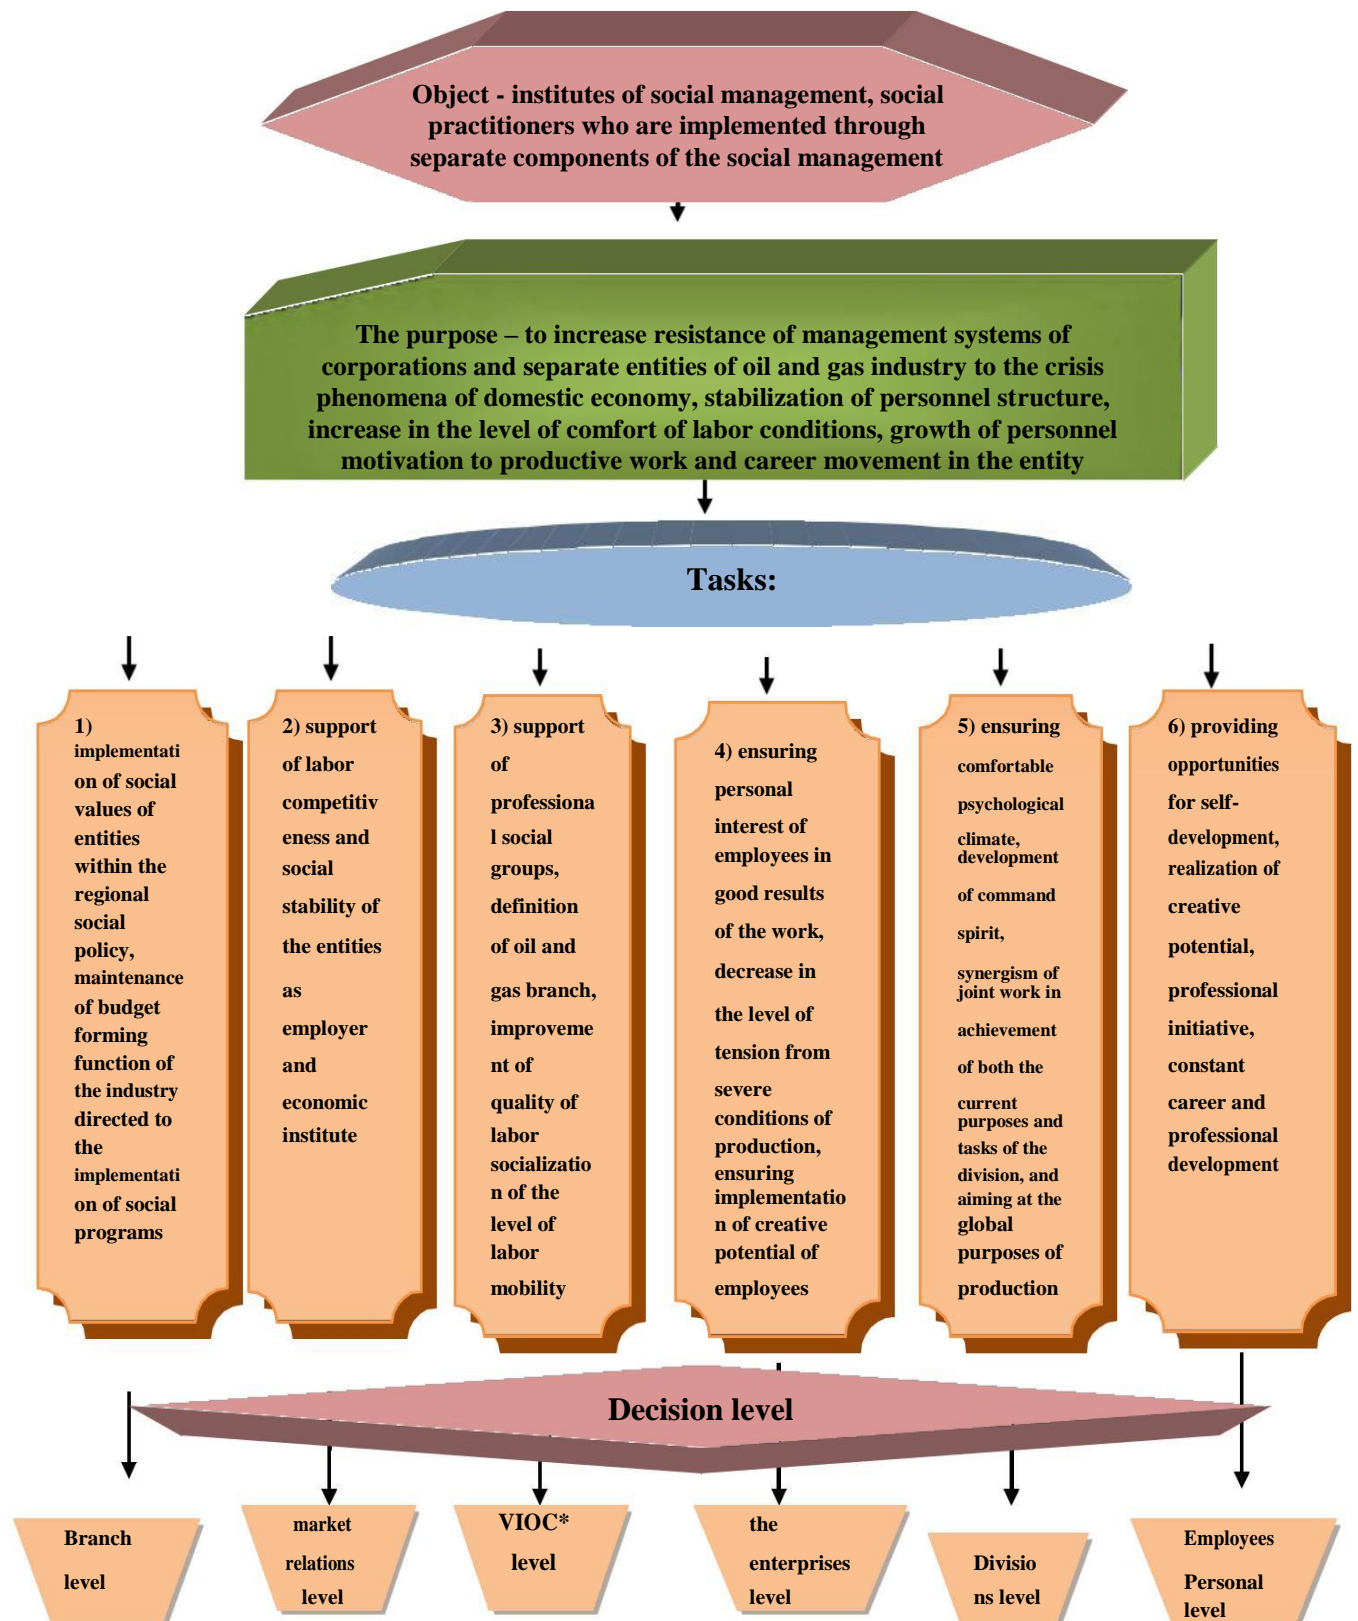 Object - institutes of social management, social
practitioners who are implemented through
separate components of the social management
The purpose – to increase resistance of management systems of
corporations and separate entities of oil and gas industry to the crisis
phenomena of domestic economy, stabilization of personnel structure,
increase in the level of comfort of labor conditions, growth of personnel
motivation to productive work and career movement in the entity
Tasks:
1)
implementati
on of social
values of
entities
within the
regional
social
policy,
maintenance
of budget
forming
function of
the industry
directed to
the
implementati
on of social
programs
2) support
of labor
competitiv
eness and
social
stability of
the entities
as
employer
and
economic
institute
3) support
of
professiona
l social
groups,
definition
of oil and
gas branch,
improveme
nt of
quality of
labor
socializatio
n of the
level of
labor
mobility
4) ensuring
personal
interest of
employees in
good results
of the work,
decrease in
the level of
tension from
severe
conditions of
production,
ensuring
implementatio
n of creative
potential of
employees
5) ensuring
comfortable
psychological
climate,
development
of command
spirit,
synergism of
joint work in
achievement
of both the
current
purposes and
tasks of the
division, and
aiming at the
global
purposes of
production
6) providing
opportunities
for self-
development,
realization of
creative
potential,
professional
initiative,
constant
career and
professional
development
Decision level
Branch
level
market
relations
level
VIOC*
level
the
enterprises
level
Divisio
ns level
Employees
Personal
level